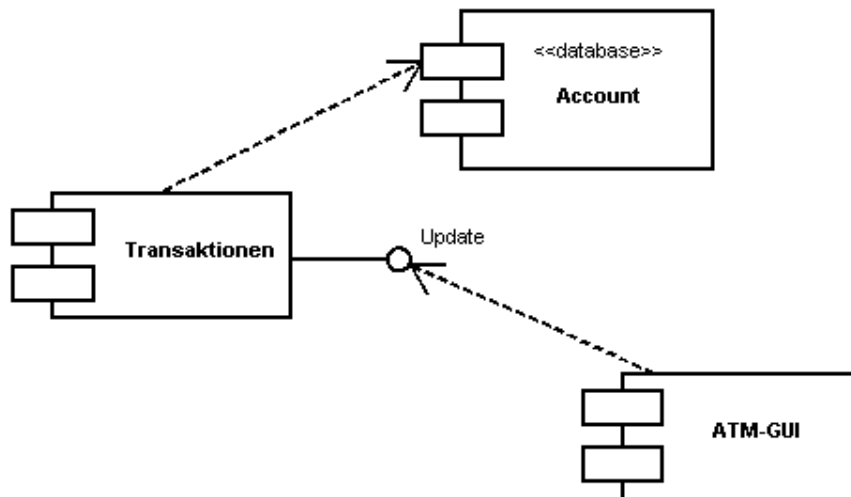 <<database>>
Account
Transaktionen
Update
ATM-GUI